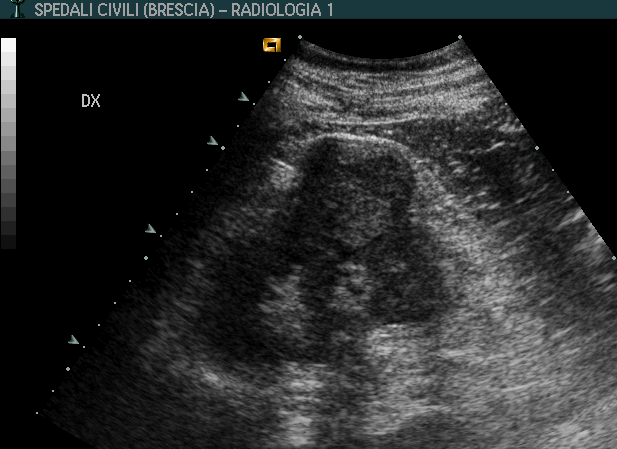 SPEDALI CIVILI (BRESCIA) – RADIOLOGIA 1
DX